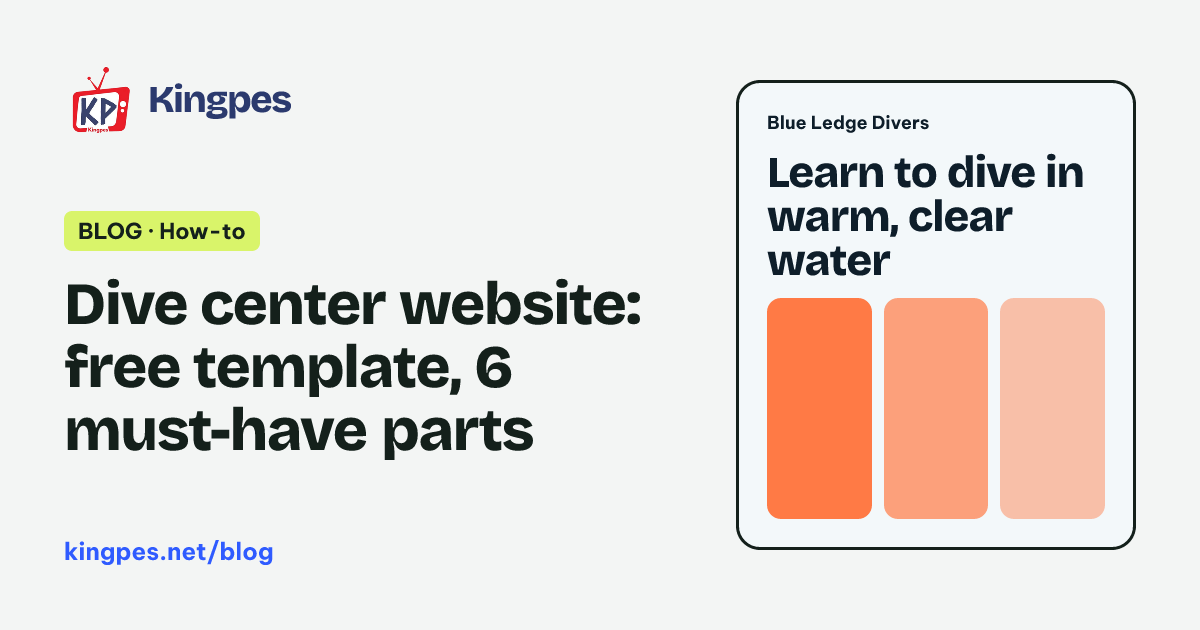 KP
Kingpes
Kingpes
BLOG · How-to
Dive center website:
free template, 6
must-have parts
kingpes.net/blog
Blue Ledge Divers
Learn to dive in
warm, clear
water